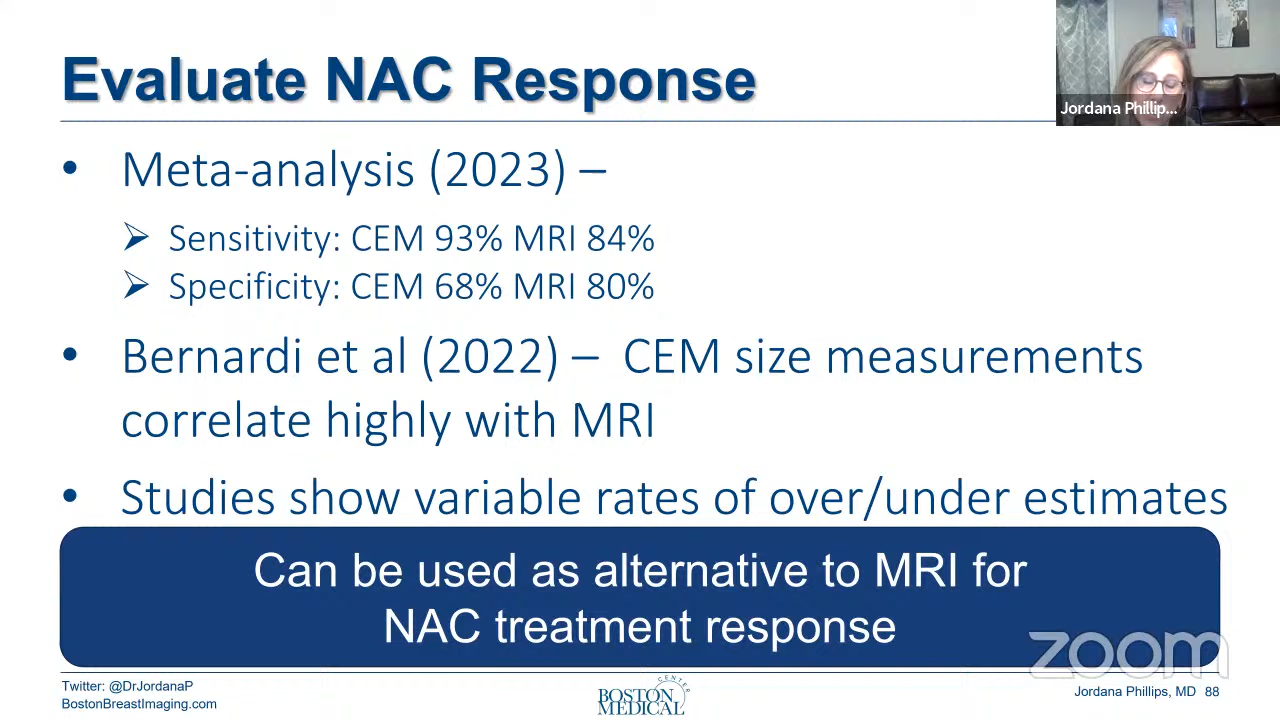 Evaluate NAC Response
Jordana Phillip...
• Meta-analysis (2023) –
➢ Sensitivity: CEM 93% MRI 84%
➢ Specificity: CEM 68% MRI 80%
• Bernardi et al (2022) – CEM size measurements
correlate highly with MRI
• Studies show variable rates of over/under estimates
Can be used as alternative to MRI for
NAC treatment response
zoom
Twitter: @DrJordanaP
BostonBreastImaging.com
BOSTON
MEDICAL
CENTER
Jordana Phillips, MD 88